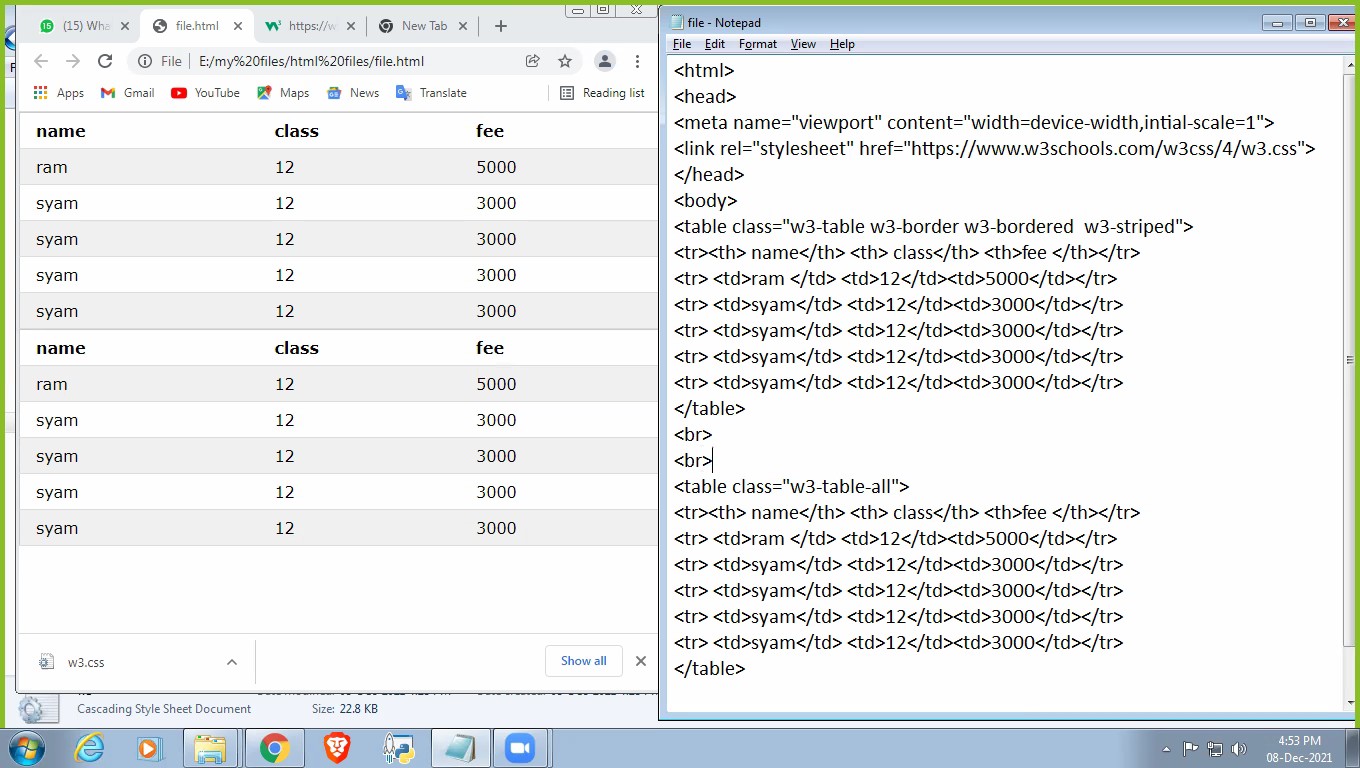 (15) Wha
file.html
https://w
New Tab
File
E:/my%20files/html%20files/file.html
Apps
Gmail
YouTube
Maps
News
Translate
Reading list
name class fee
ram 12 5000
syam 12 3000
syam 12 3000
syam 12 3000
syam 12 3000
name class fee
ram 12 5000
syam 12 3000
syam 12 3000
syam 12 3000
syam 12 3000
w3.css
Show all
Cascading Style Sheet Document
Size: 22.8 KB
file - Notepad
File Edit Format View Help
<html>
<head>
<meta name="viewport" content="width=device-width,intial-scale=1">
<link rel="stylesheet" href="https://www.w3schools.com/w3css/4/w3.css">
</head>
<body>
<table class="w3-table w3-border w3-bordered  w3-striped">
<tr><th> name</th> <th> class</th> <th>fee </th></tr>
<tr> <td>ram </td> <td>12</td><td>5000</td></tr>
<tr> <td>syam</td> <td>12</td><td>3000</td></tr>
<tr> <td>syam</td> <td>12</td><td>3000</td></tr>
<tr> <td>syam</td> <td>12</td><td>3000</td></tr>
<tr> <td>syam</td> <td>12</td><td>3000</td></tr>
</table>
<br>
<br>
<table class="w3-table-all">
<tr><th> name</th> <th> class</th> <th>fee </th></tr>
<tr> <td>ram </td> <td>12</td><td>5000</td></tr>
<tr> <td>syam</td> <td>12</td><td>3000</td></tr>
<tr> <td>syam</td> <td>12</td><td>3000</td></tr>
<tr> <td>syam</td> <td>12</td><td>3000</td></tr>
<tr> <td>syam</td> <td>12</td><td>3000</td></tr>
</table>
4:53 PM
08-Dec-2021